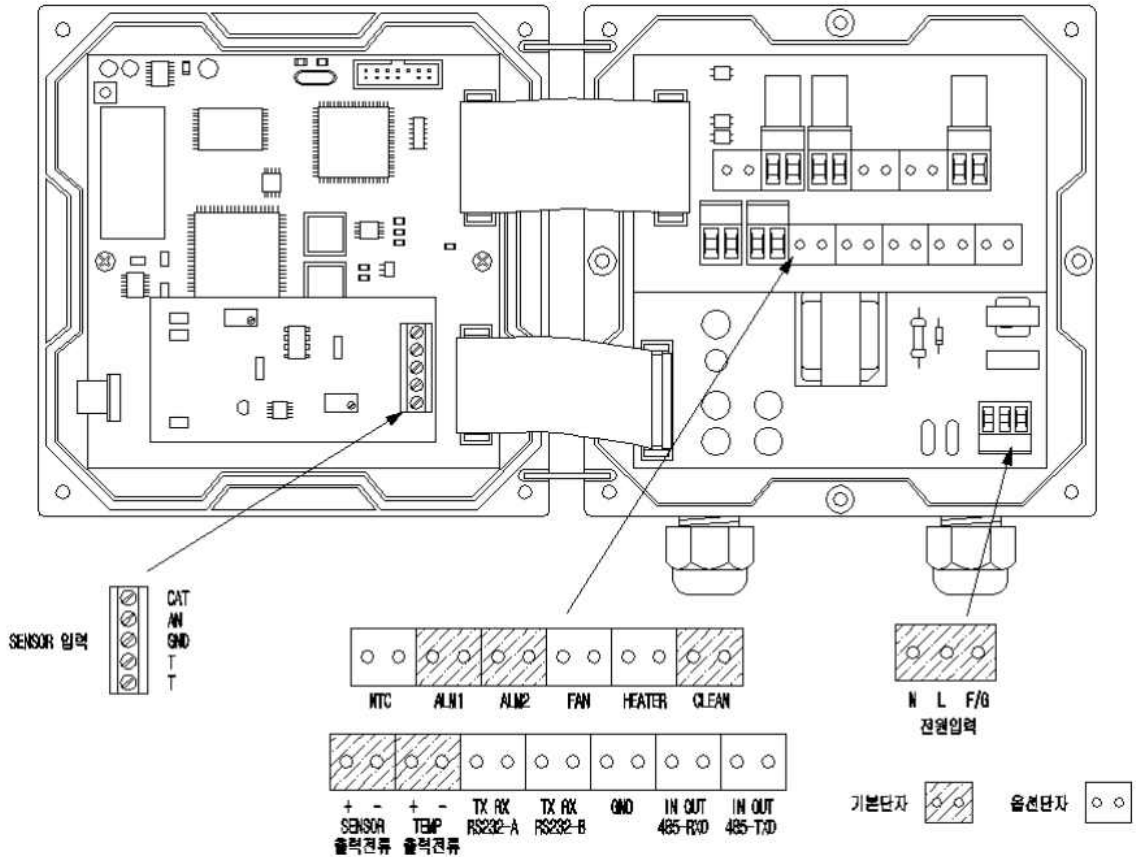 CAT
AN
SENSOR 입력
GND
T
T
NTC ALM1 ALM2 FAN HEATER CLEAN
N L F/G
전원입력
+ - + - TX RX TX RX GND IN OUT IN OUT
SENSOR TEMP RS232-A RS232-B 485-RXD 485-TXD
출력전류 출력전류
기본단자 옵션단자